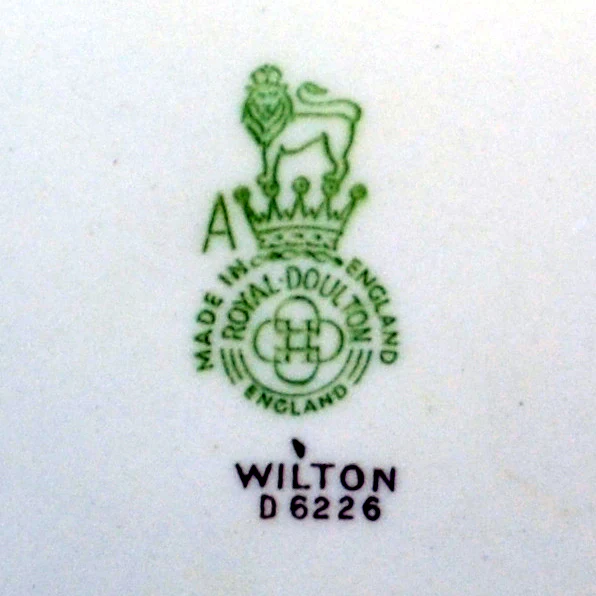 A
MADE IN ENGLAND
ROYAL·DOULTON
ENGLAND
WILTON
D 6226